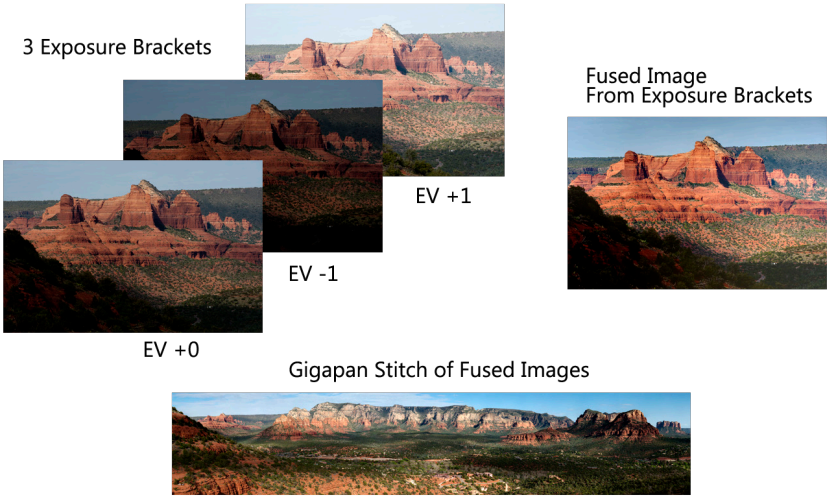 3 Exposure Brackets
Fused Image
From Exposure Brackets
EV +1
EV -1
EV +0
Gigapan Stitch of Fused Images